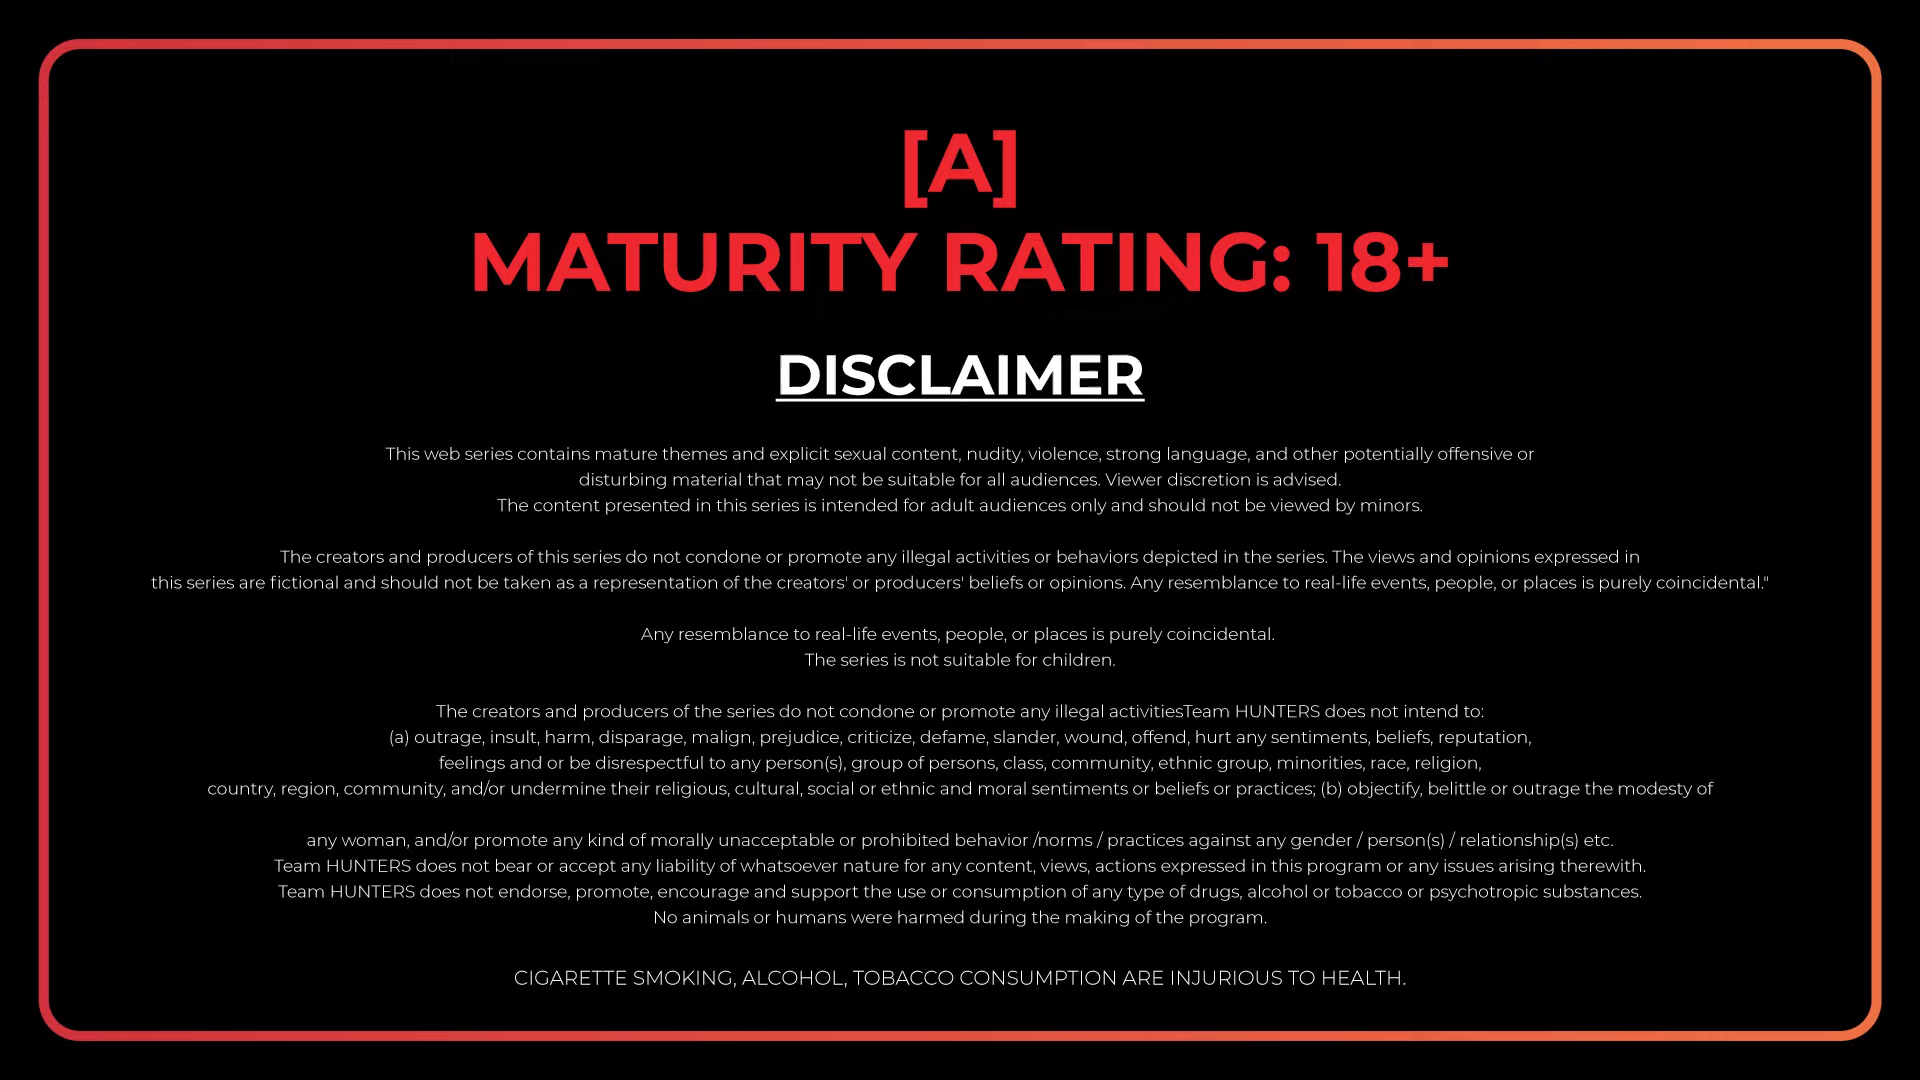 [A]
MATURITY RATING: 18+
DISCLAIMER
This web series contains mature themes and explicit sexual content, nudity, violence, strong language, and other potentially offensive or
disturbing material that may not be suitable for all audiences. Viewer discretion is advised.
The content presented in this series is intended for adult audiences only and should not be viewed by minors.
The creators and producers of this series do not condone or promote any illegal activities or behaviors depicted in the series. The views and opinions expressed in
this series are fictional and should not be taken as a representation of the creators' or producers' beliefs or opinions. Any resemblance to real-life events, people, or places is purely coincidental."
Any resemblance to real-life events, people, or places is purely coincidental.
The series is not suitable for children.
The creators and producers of the series do not condone or promote any illegal activitiesTeam HUNTERS does not intend to:
(a) outrage, insult, harm, disparage, malign, prejudice, criticize, defame, slander, wound, offend, hurt any sentiments, beliefs, reputation,
feelings and or be disrespectful to any person(s), group of persons, class, community, ethnic group, minorities, race, religion,
country, region, community, and/or undermine their religious, cultural, social or ethnic and moral sentiments or beliefs or practices; (b) objectify, belittle or outrage the modesty of
any woman, and/or promote any kind of morally unacceptable or prohibited behavior /norms / practices against any gender / person(s) / relationship(s) etc.
Team HUNTERS does not bear or accept any liability of whatsoever nature for any content, views, actions expressed in this program or any issues arising therewith.
Team HUNTERS does not endorse, promote, encourage and support the use or consumption of any type of drugs, alcohol or tobacco or psychotropic substances.
No animals or humans were harmed during the making of the program.
CIGARETTE SMOKING, ALCOHOL, TOBACCO CONSUMPTION ARE INJURIOUS TO HEALTH.